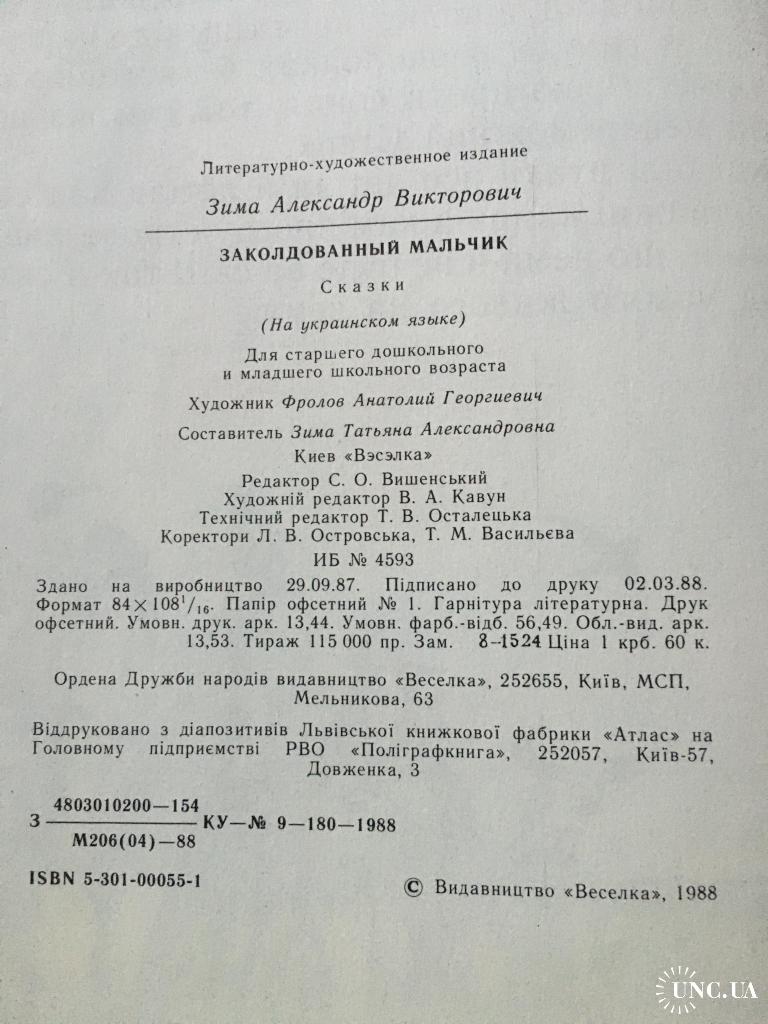 Литературно-художественное издание
Зима Александр Викторович
ЗАКОЛДОВАННЫЙ МАЛЬЧИК
Сказки
(На украинском языке)
Для старшего дошкольного
и младшего школьного возраста
Художник Фролов Анатолий Георгиевич
Составитель Зима Татьяна Александровна
Киев «Вэсэлка»
Редактор С. О. Вишенський
Художній редактор В. А. Кавун
Технічний редактор Т. В. Осталецька
Коректори Л. В. Островська, Т. М. Васильєва
ИБ № 4593
Здано на виробництво 29.09.87. Підписано до друку 02.03.88.
Формат 84×108¹/₁₆. Папір офсетний № 1. Гарнітура літературна. Друк
офсетний. Умовн. друк. арк. 13,44. Умовн. фарб.-відб. 56,49. Обл.-вид. арк.
13,53. Тираж 115 000 пр. Зам. 8-1524 Ціна 1 крб. 60 к.
Ордена Дружби народів видавництво «Веселка», 252655, Київ, МСП,
Мельникова, 63
Віддруковано з діапозитивів Львівської книжкової фабрики «Атлас» на
Головному підприємстві РВО «Поліграфкнига», 252057, Київ-57,
Довженка, 3
4803010200—154
З КУ—№ 9—180—1988
М206(04)—88
ISBN 5-301-00055-1
© Видавництво «Веселка», 1988
UNC.UA